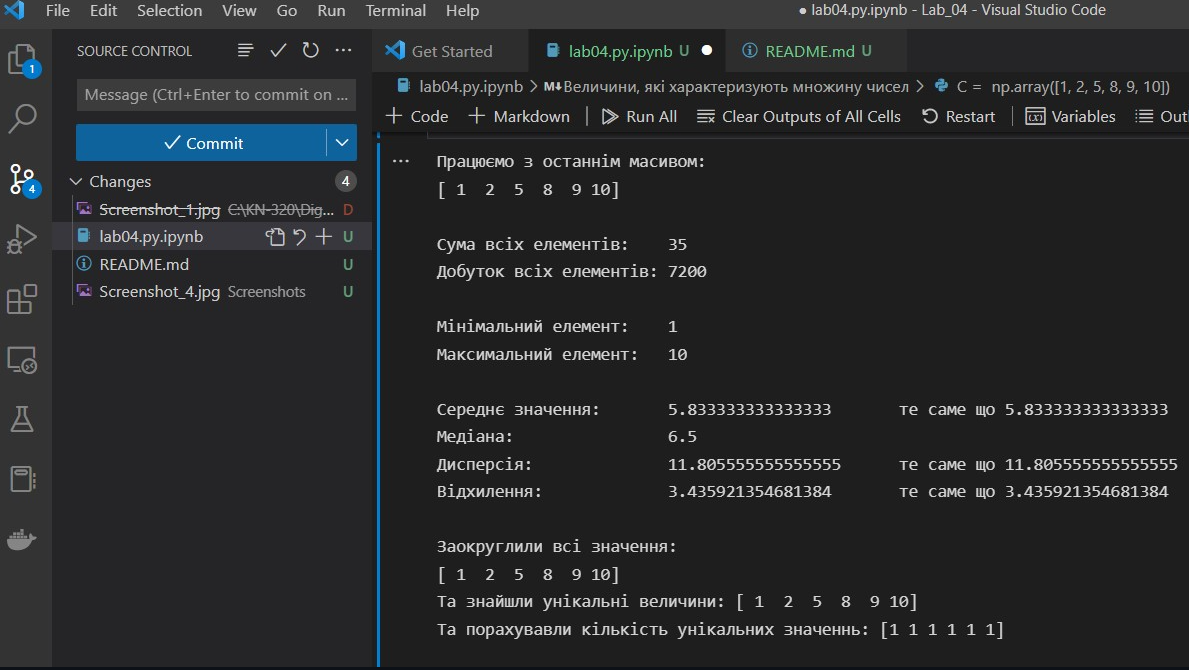 File Edit Selection View Go Run Terminal Help ● lab04.py.ipynb - Lab_04 - Visual Studio Code
SOURCE CONTROL
Get Started lab04.py.ipynb U ● README.md U
1
Message (Ctrl+Enter to commit on ...
lab04.py.ipynb > M↓Величини, які характеризують множину чисел > C = np.array([1, 2, 5, 8, 9, 10])
+ Code + Markdown Run All Clear Outputs of All Cells Restart Variables Out
Commit
Changes 4
4
Screenshot_1.jpg C:\KN-320\Dig... D
lab04.py.ipynb U
README.md U
Screenshot_4.jpg Screenshots U
... Працюємо з останнім масивом:
[ 1 2 5 8 9 10]
Сума всіх елементів: 35
Добуток всіх елементів: 7200
Мінімальний елемент: 1
Максимальний елемент: 10
Середнє значення: 5.833333333333333 те саме що 5.833333333333333
Медіана: 6.5
Дисперсія: 11.805555555555555 те саме що 11.805555555555555
Відхилення: 3.435921354681384 те саме що 3.435921354681384
Заокруглили всі значення:
[ 1 2 5 8 9 10]
Та знайшли унікальні величини: [ 1 2 5 8 9 10]
Та порахували кількість унікальних значеннь: [1 1 1 1 1 1]